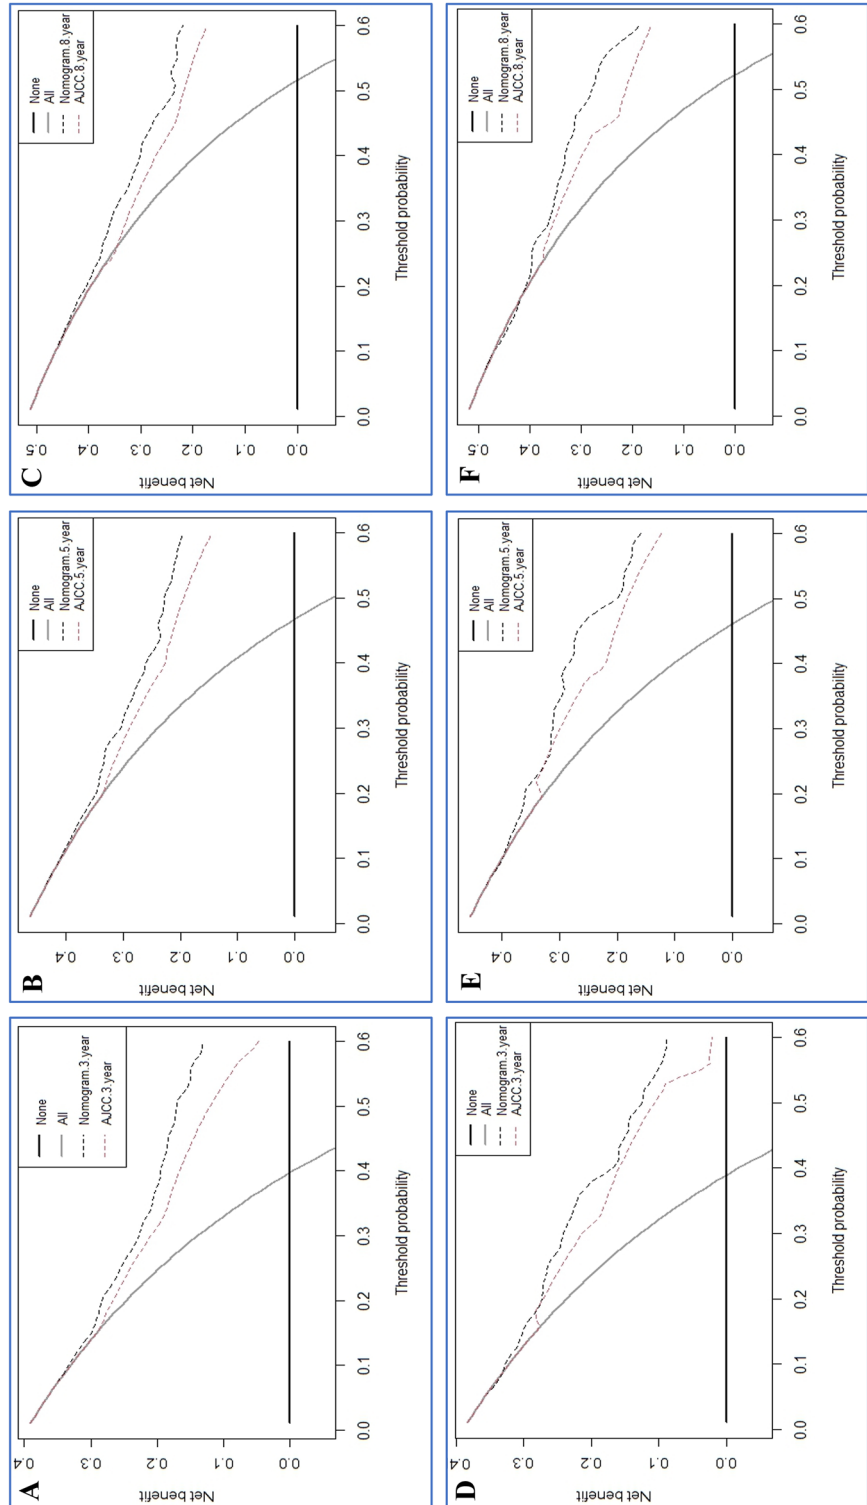 A
Net benefit
0.0 0.1 0.2 0.3 0.4
0.0 0.1 0.2 0.3 0.4 0.5 0.6
Threshold probability
None
All
Nomogram.3.year
AJCC.3.year
B
Net benefit
0.0 0.1 0.2 0.3 0.4
0.0 0.1 0.2 0.3 0.4 0.5 0.6
Threshold probability
None
All
Nomogram.5.year
AJCC.5.year
C
Net benefit
0.0 0.1 0.2 0.3 0.4 0.5
0.0 0.1 0.2 0.3 0.4 0.5 0.6
Threshold probability
None
All
Nomogram.8.year
AJCC.8.year
D
Net benefit
0.0 0.1 0.2 0.3 0.4
0.0 0.1 0.2 0.3 0.4 0.5 0.6
Threshold probability
None
All
Nomogram.3.year
AJCC.3.year
E
Net benefit
0.0 0.1 0.2 0.3 0.4
0.0 0.1 0.2 0.3 0.4 0.5 0.6
Threshold probability
None
All
Nomogram.5.year
AJCC.5.year
F
Net benefit
0.0 0.1 0.2 0.3 0.4 0.5
0.0 0.1 0.2 0.3 0.4 0.5 0.6
Threshold probability
None
All
Nomogram.8.year
AJCC.8.year